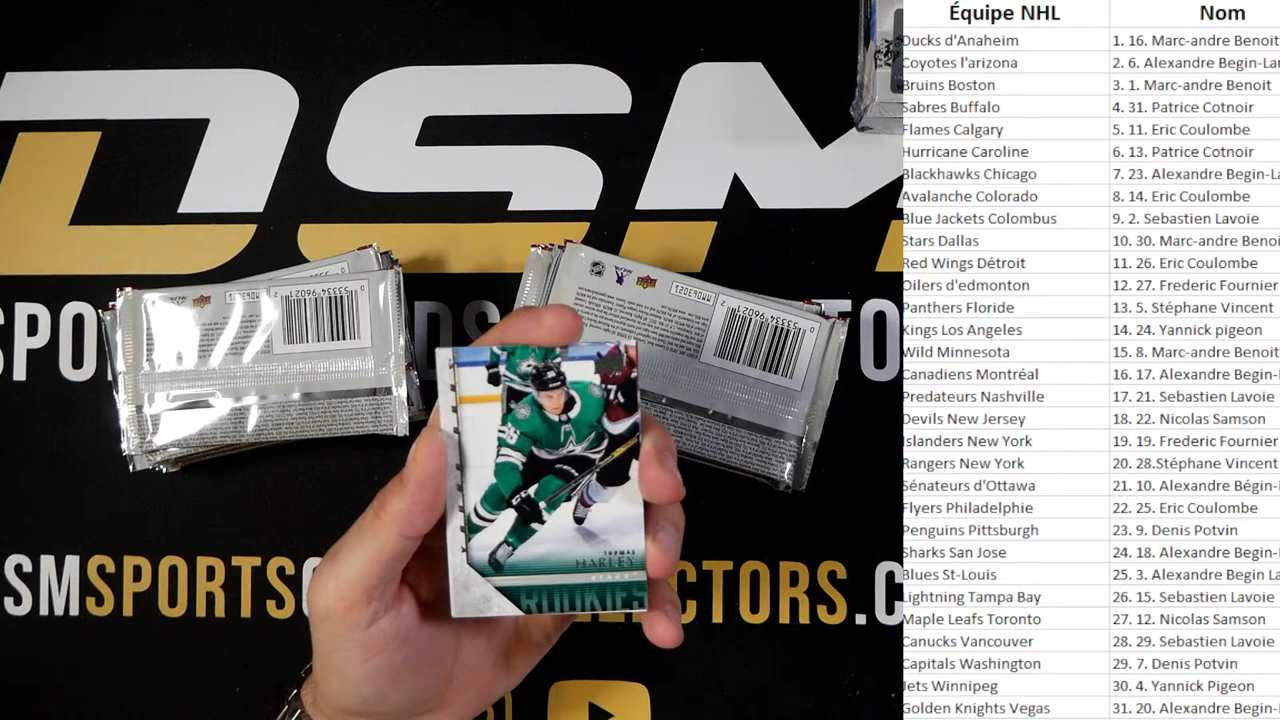 DSM
SMSPORTS
CTORS.C
THOMAS
HARLEY
STARS
ROOKIES
Équipe NHL Nom
Ducks d'Anaheim 1. 16. Marc-andre Benoit
Coyotes l'arizona 2. 6. Alexandre Begin-Lar
Bruins Boston 3. 1. Marc-andre Benoit
Sabres Buffalo 4. 31. Patrice Cotnoir
Flames Calgary 5. 11. Eric Coulombe
Hurricane Caroline 6. 13. Patrice Cotnoir
Blackhawks Chicago 7. 23. Alexandre Begin-La
Avalanche Colorado 8. 14. Eric Coulombe
Blue Jackets Colombus 9. 2. Sebastien Lavoie
Stars Dallas 10. 30. Marc-andre Benoi
Red Wings Détroit 11. 26. Eric Coulombe
Oilers d'edmonton 12. 27. Frederic Fournier
Panthers Floride 13. 5. Stéphane Vincent
Kings Los Angeles 14. 24. Yannick pigeon
Wild Minnesota 15. 8. Marc-andre Benoit
Canadiens Montréal 16. 17. Alexandre Begin-
Predateurs Nashville 17. 21. Sebastien Lavoie
Devils New Jersey 18. 22. Nicolas Samson
Islanders New York 19. 19. Frederic Fournier
Rangers New York 20. 28.Stéphane Vincent
Sénateurs d'Ottawa 21. 10. Alexandre Bégin-
Flyers Philadelphie 22. 25. Eric Coulombe
Penguins Pittsburgh 23. 9. Denis Potvin
Sharks San Jose 24. 18. Alexandre Begin-
Blues St-Louis 25. 3. Alexandre Begin La
Lightning Tampa Bay 26. 15. Sebastien Lavoie
Maple Leafs Toronto 27. 12. Nicolas Samson
Canucks Vancouver 28. 29. Sebastien Lavoie
Capitals Washington 29. 7. Denis Potvin
Jets Winnipeg 30. 4. Yannick Pigeon
Golden Knights Vegas 31. 20. Alexandre Begin-